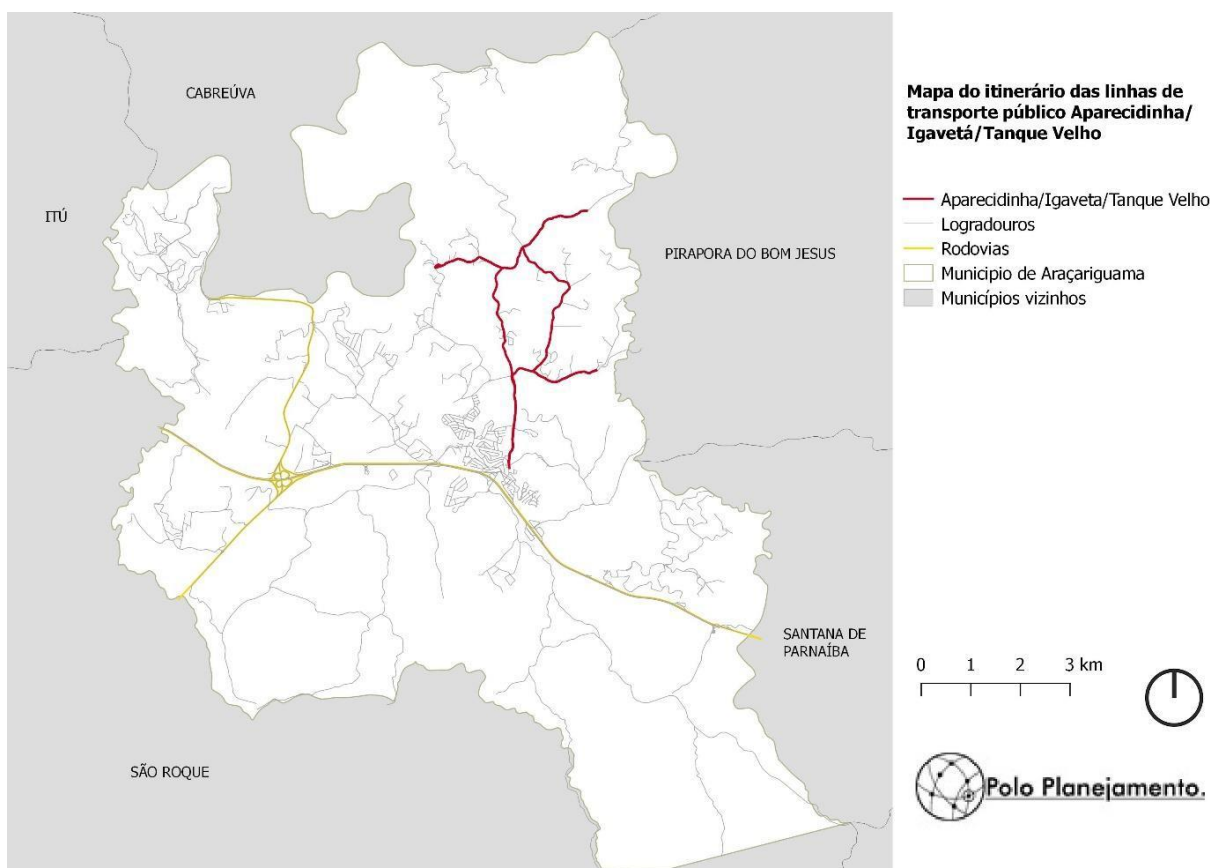 CABREÚVA
ITÚ
PIRAPORA DO BOM JESUS
SANTANA DE
PARNAÍBA
SÃO ROQUE
Mapa do itinerário das linhas de
transporte público Aparecidinha/
Igavetá/Tanque Velho
Aparecidinha/Igaveta/Tanque Velho
Logradouros
Rodovias
Municipio de Araçariguama
Municípios vizinhos
0 1 2 3 km
Polo Planejamento.